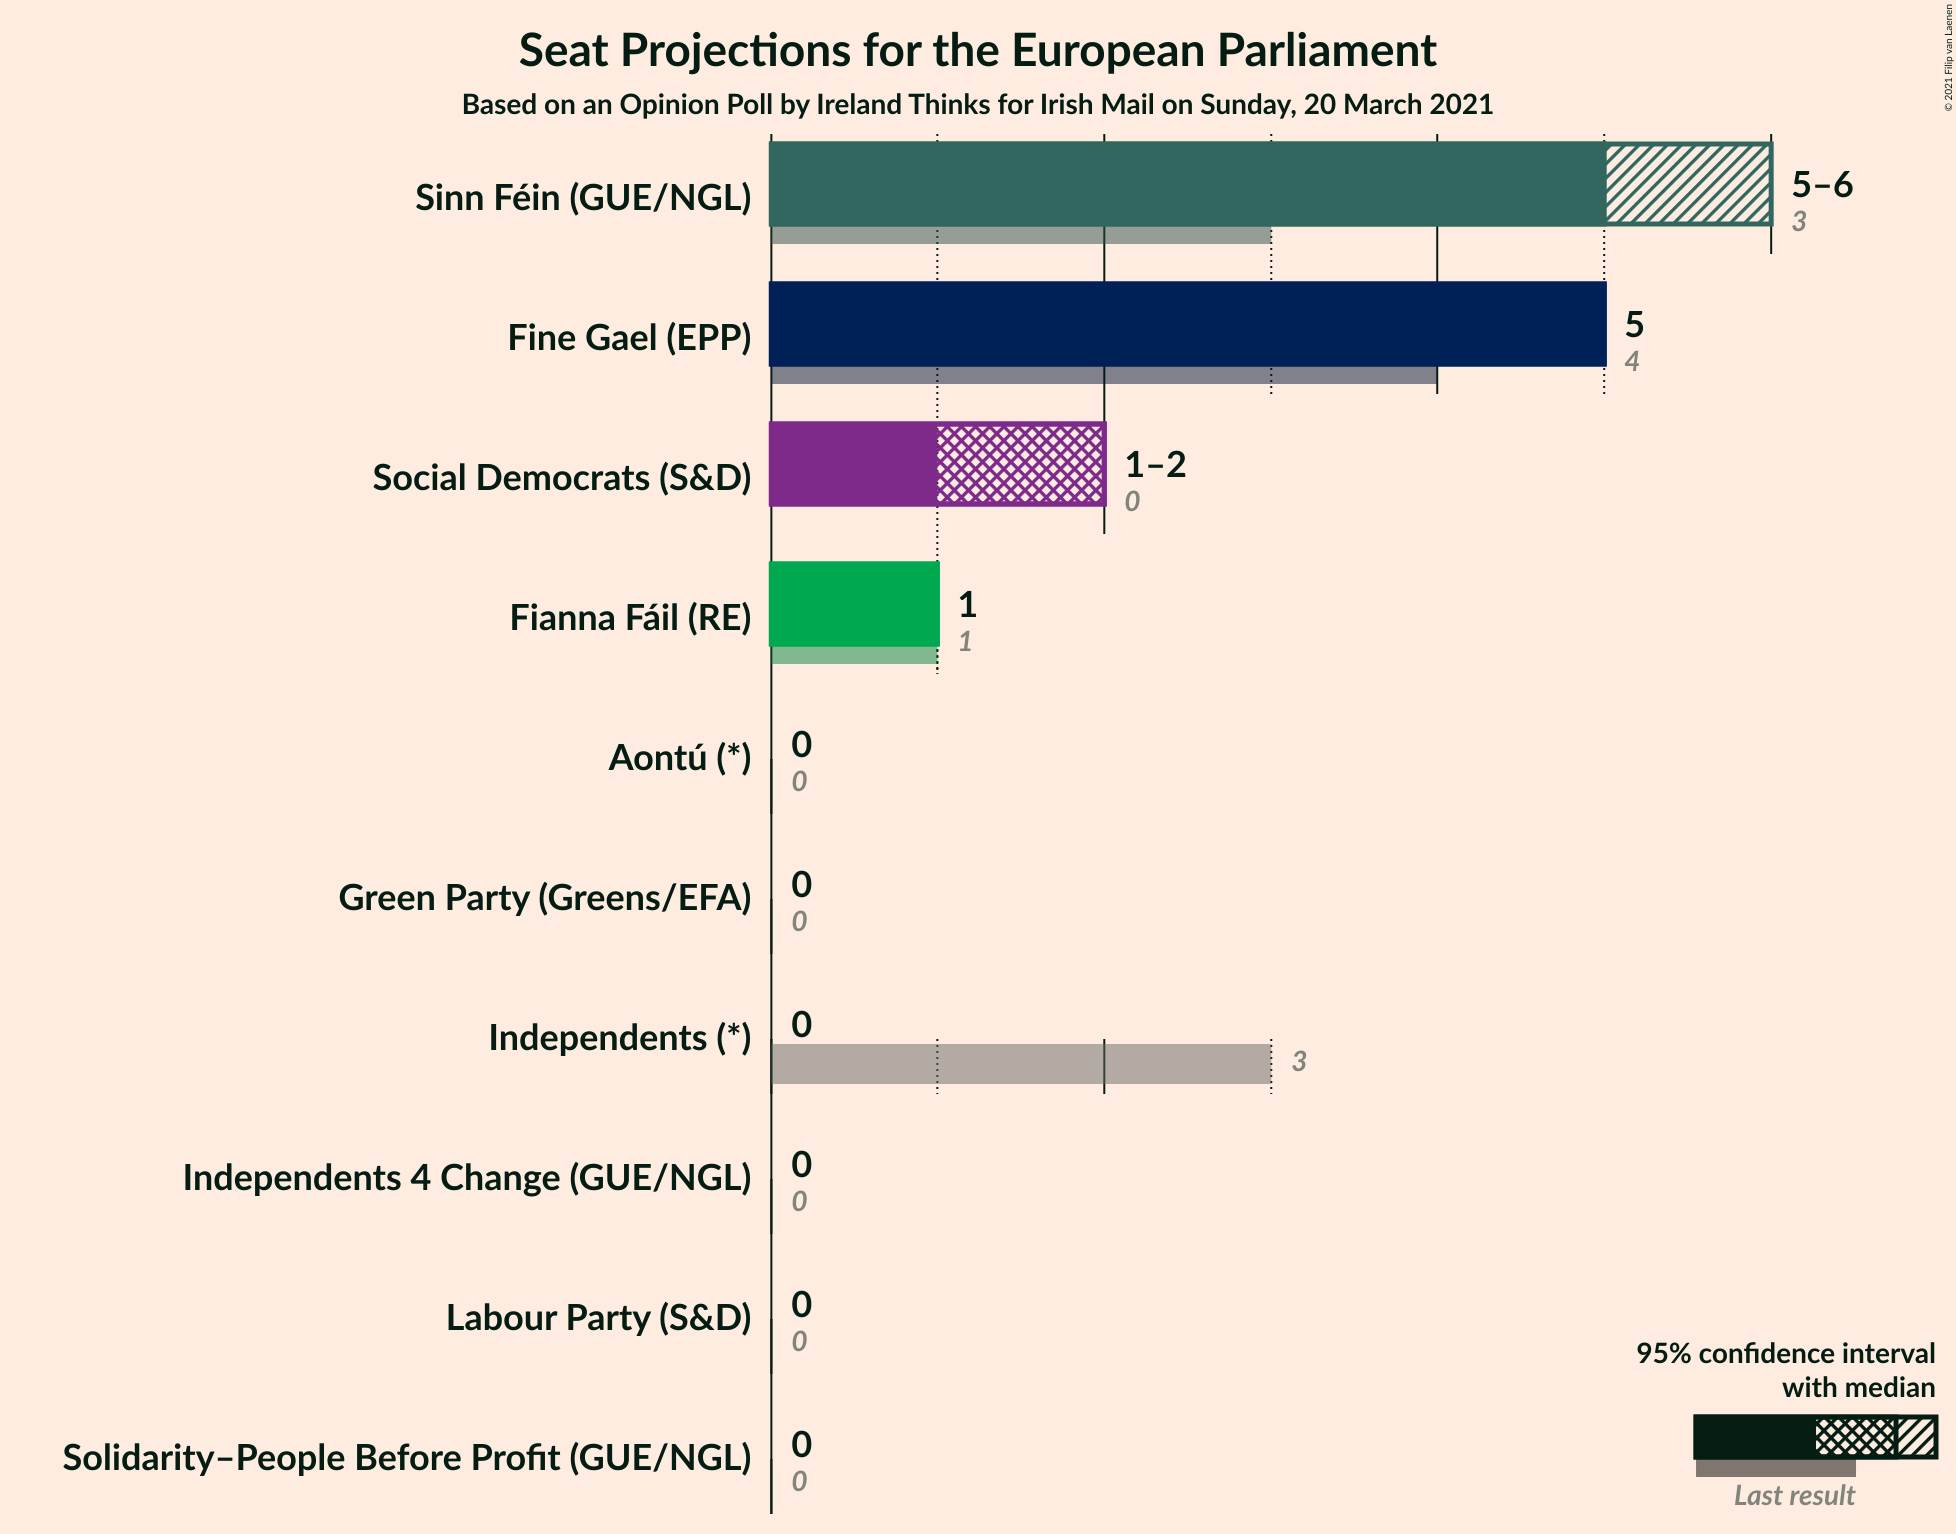 Seat Projections for the European Parliament
Based on an Opinion Poll by Ireland Thinks for Irish Mail on Sunday, 20 March 2021
© 2021 Filip van Laenen
Sinn Féin (GUE/NGL)
5–6
3
Fine Gael (EPP)
5
4
Social Democrats (S&D)
1–2
0
Fianna Fáil (RE)
1
1
Aontú (*)
0
0
Green Party (Greens/EFA)
0
0
Independents (*)
0
3
Independents 4 Change (GUE/NGL)
0
0
Labour Party (S&D)
0
0
Solidarity–People Before Profit (GUE/NGL)
0
0
95% confidence interval
with median
Last result